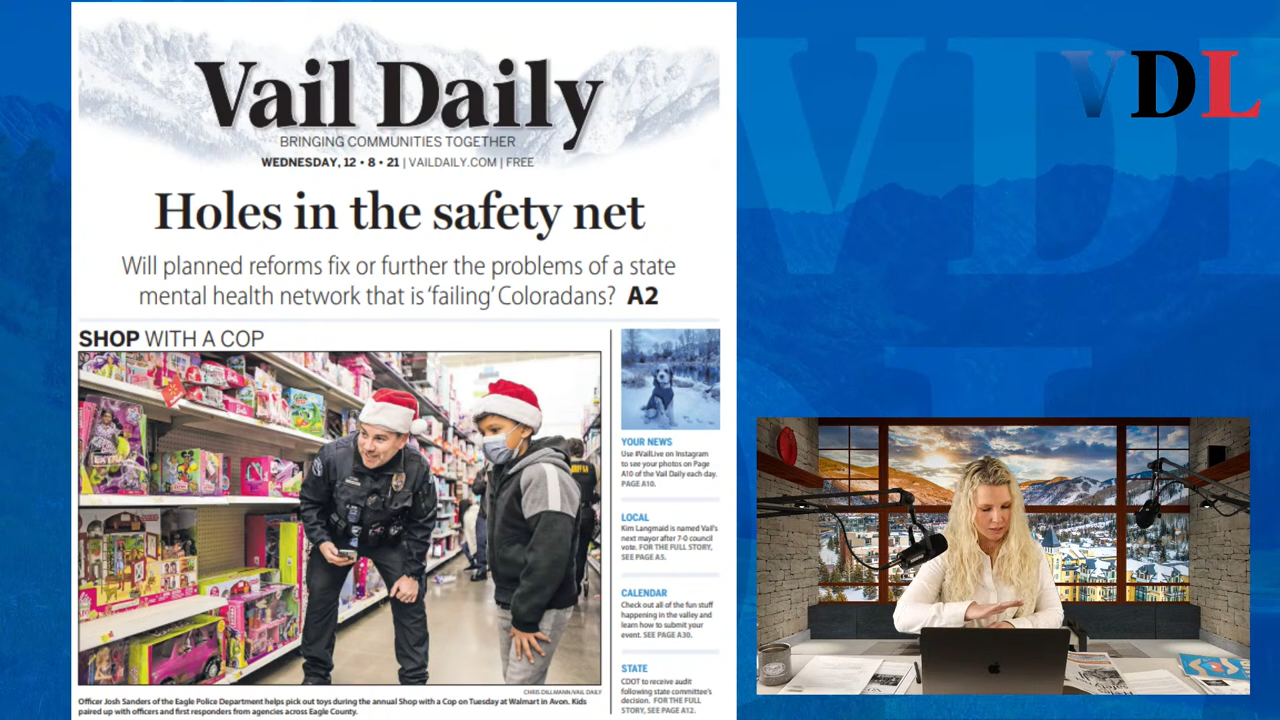 Vail Daily
BRINGING COMMUNITIES TOGETHER
WEDNESDAY, 12 • 8 • 21 | VAILDAILY.COM | FREE
Holes in the safety net
Will planned reforms fix or further the problems of a state
mental health network that is ‘failing’ Coloradans? A2
SHOP WITH A COP
CHRIS DILLMANN/VAIL DAILY
Officer Josh Sanders of the Eagle Police Department helps pick out toys during the annual Shop with a Cop on Tuesday at Walmart in Avon. Kids
paired up with officers and first responders from agencies across Eagle County.
YOUR NEWS
Use #VailLive on Instagram
to see your photos on Page
A10 of the Vail Daily each day.
PAGE A10.
LOCAL
Kim Langmaid is named Vail's
next mayor after 7-0 council
vote. FOR THE FULL STORY,
SEE PAGE A5.
CALENDAR
Check out all of the fun stuff
happening in the valley and
learn how to submit your
event. SEE PAGE A30.
STATE
CDOT to receive audit
following state committee's
decision. FOR THE FULL
STORY, SEE PAGE A12.
VDL
VDL